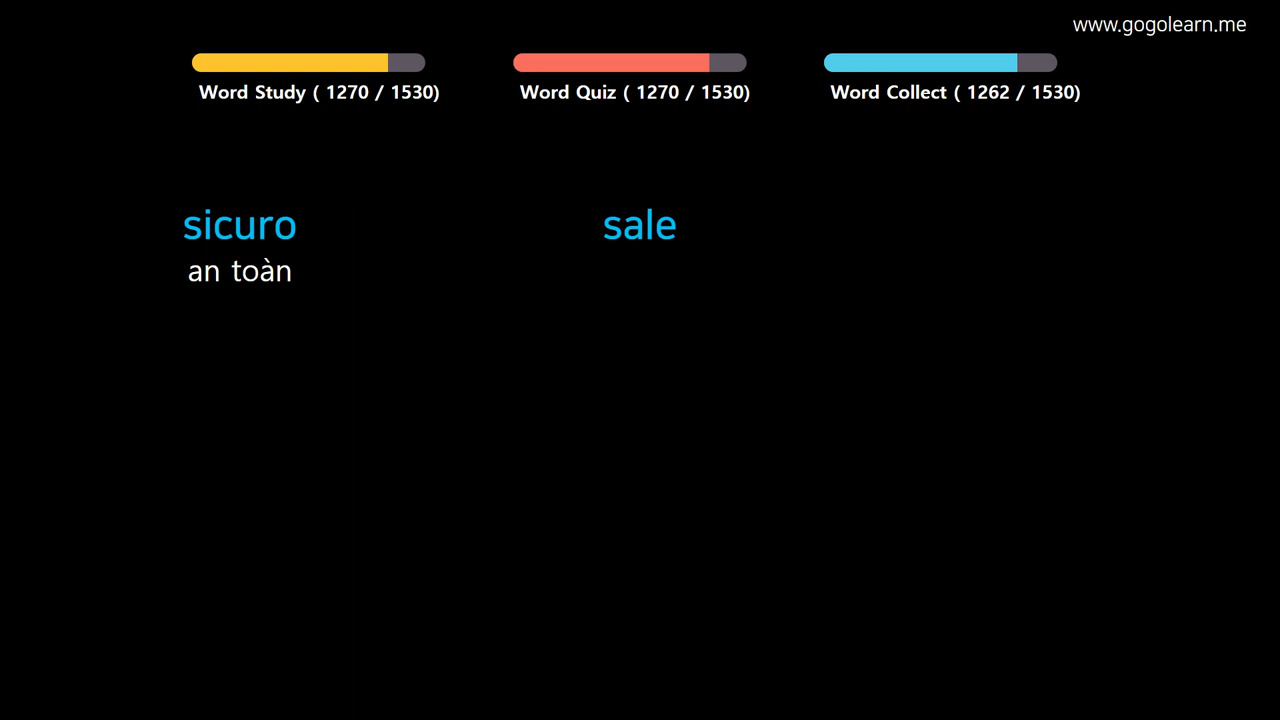 www.gogolearn.me
Word Study ( 1270 / 1530)
Word Quiz ( 1270 / 1530)
Word Collect ( 1262 / 1530)
sicuro
an toàn
sale